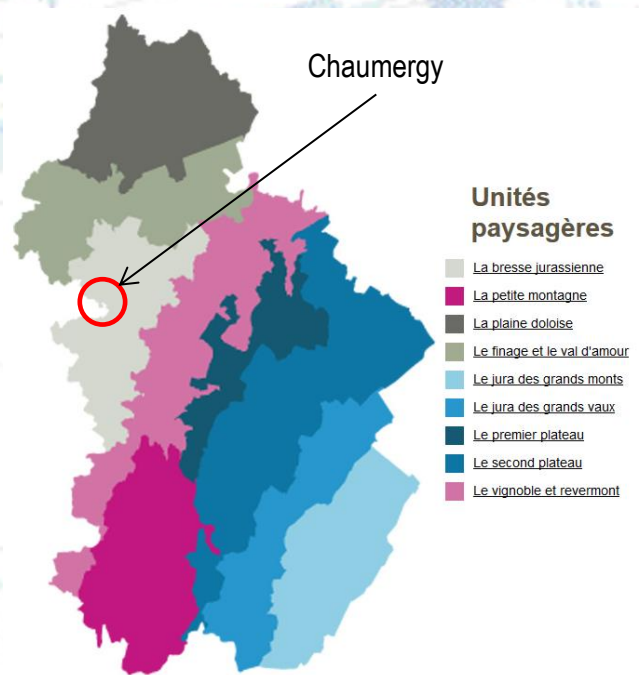 Chaumergy
Unités
paysagères
La bresse jurassienne
La petite montagne
La plaine doloise
Le finage et le val d'amour
Le jura des grands monts
Le jura des grands vaux
Le premier plateau
Le second plateau
Le vignoble et revermont